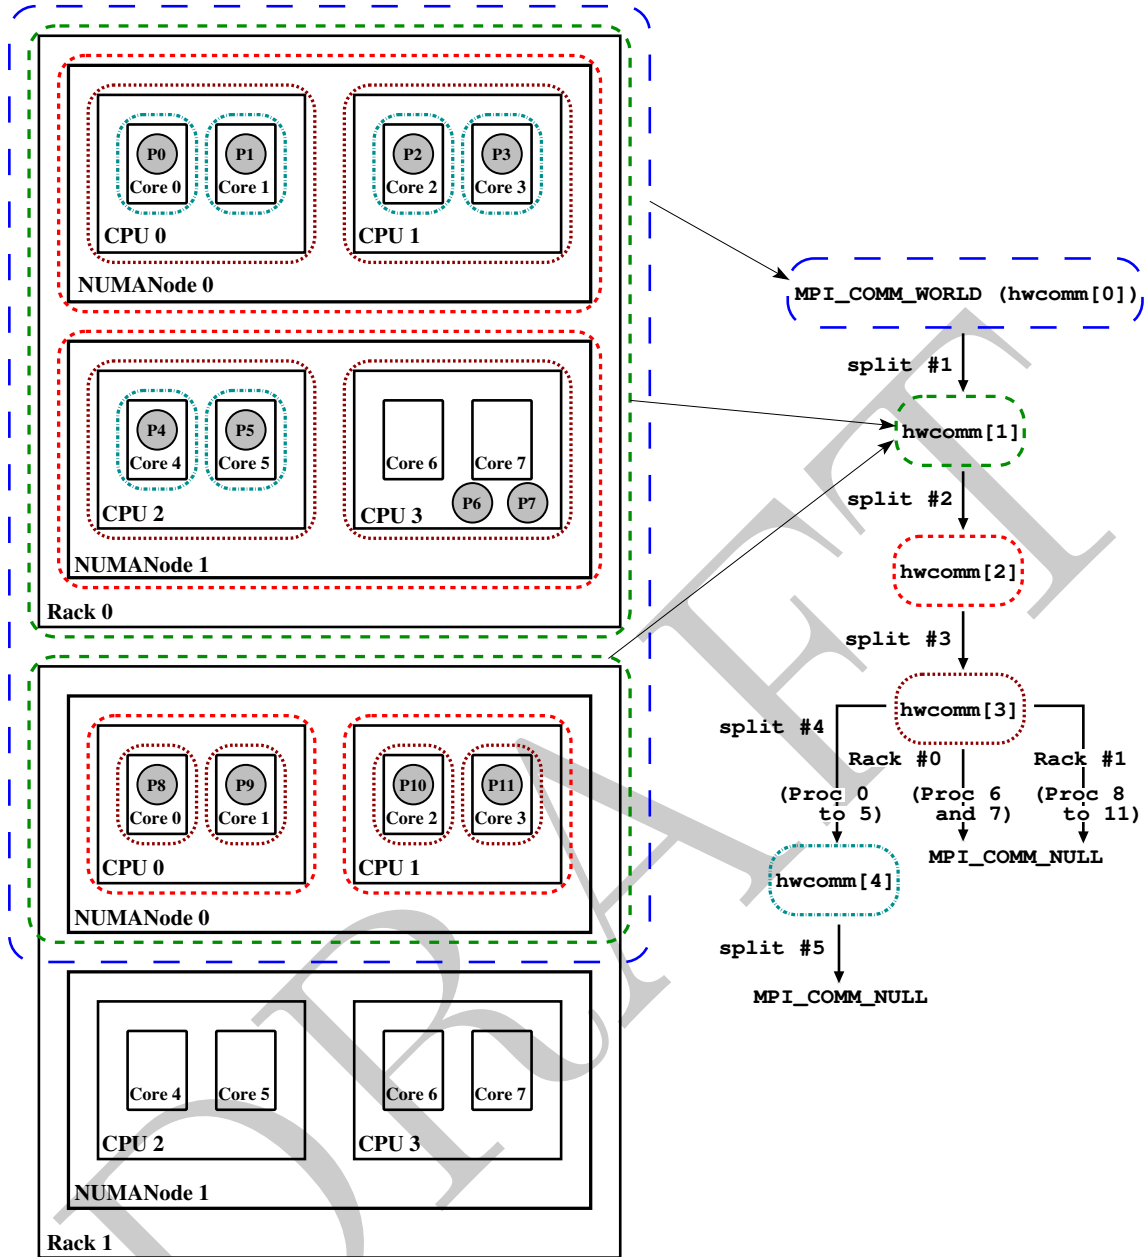 P0 P1 P2 P3
Core 0 Core 1 Core 2 Core 3
CPU 0 CPU 1
NUMANode 0
P4 P5
Core 4 Core 5 Core 6 Core 7
P6 P7
CPU 2 CPU 3
NUMANode 1
Rack 0
P8 P9 P10 P11
Core 0 Core 1 Core 2 Core 3
CPU 0 CPU 1
NUMANode 0
Core 4 Core 5 Core 6 Core 7
CPU 2 CPU 3
NUMANode 1
Rack 1
MPI_COMM_WORLD (hwcomm[0])
split #1
hwcomm[1]
split #2
hwcomm[2]
split #3
hwcomm[3]
split #4
Rack #0 Rack #1
(Proc 0 (Proc 6 (Proc 8
to 5) and 7) to 11)
MPI_COMM_NULL
hwcomm[4]
split #5
MPI_COMM_NULL
DRAFT